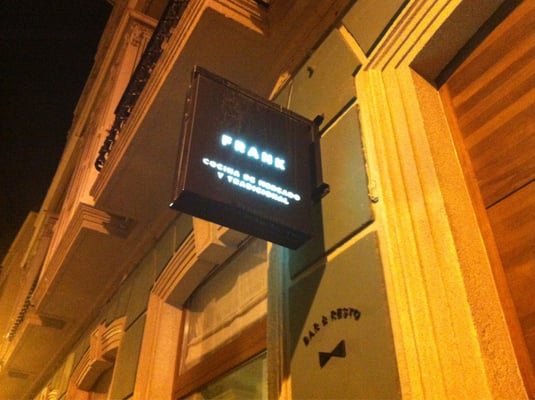 FRANK
COCINA DE MERCADO
Y TRADICIONAL
BAR & RESTO